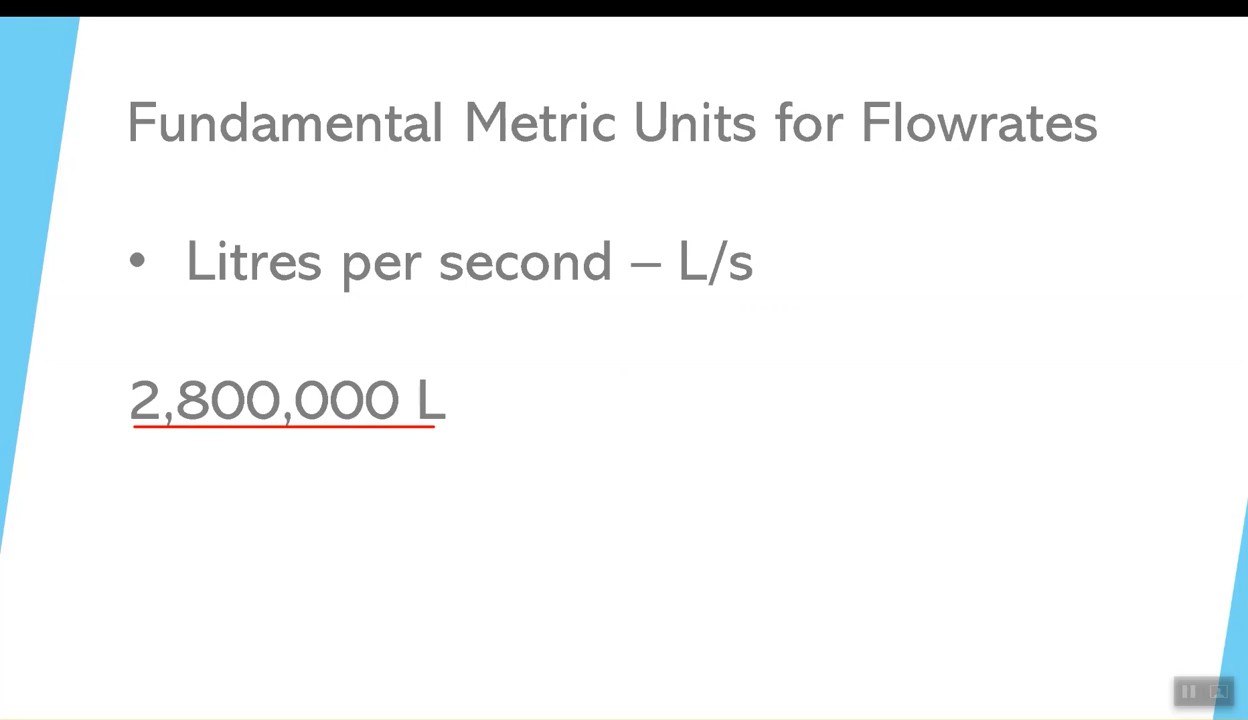 Fundamental Metric Units for Flowrates
• Litres per second – L/s
2,800,000 L